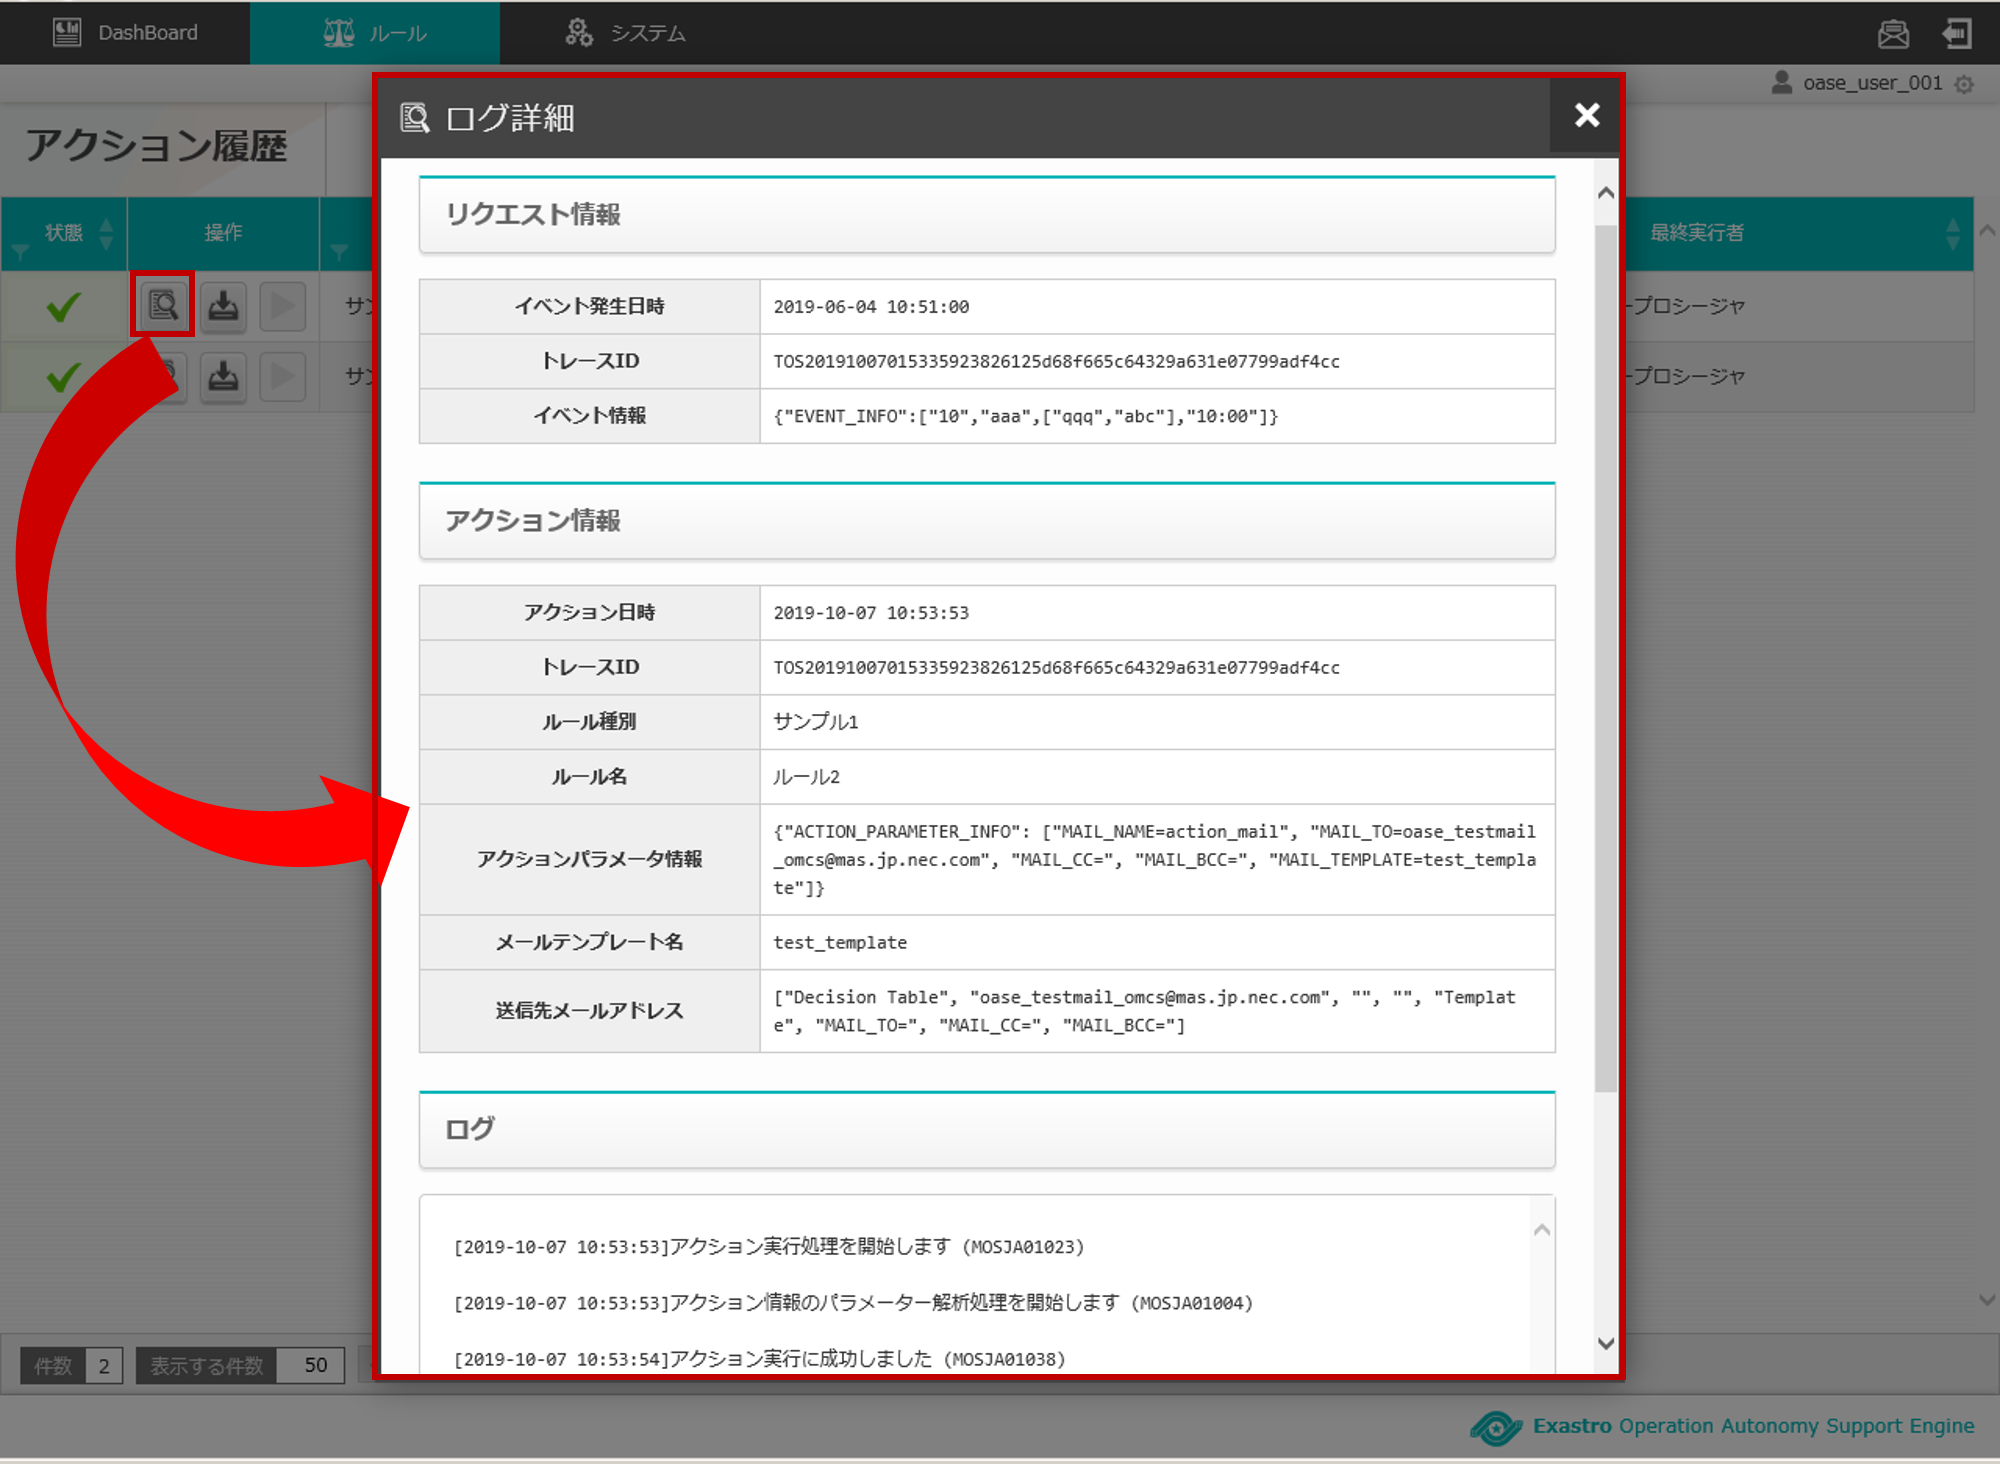 DashBoard
ルール
システム
oase_user_001
アクション履歴
状態
操作
最終実行者
サン
ープロシージャ
サン
ープロシージャ
ログ詳細
リクエスト情報
イベント発生日時 2019-06-04 10:51:00
トレースID TOS20191007015335923826125d68f665c64329a631e07799adf4cc
イベント情報 {"EVENT_INFO":["10","aaa",["qqq","abc"],"10:00"]}
アクション情報
アクション日時 2019-10-07 10:53:53
トレースID TOS20191007015335923826125d68f665c64329a631e07799adf4cc
ルール種別 サンプル1
ルール名 ルール2
アクションパラメータ情報 {"ACTION_PARAMETER_INFO": ["MAIL_NAME=action_mail", "MAIL_TO=oase_testmail
_omcs@mas.jp.nec.com", "MAIL_CC=", "MAIL_BCC=", "MAIL_TEMPLATE=test_templa
te"]}
メールテンプレート名 test_template
送信先メールアドレス ["Decision Table", "oase_testmail_omcs@mas.jp.nec.com", "", "", "Templat
e", "MAIL_TO=", "MAIL_CC=", "MAIL_BCC="]
ログ
[2019-10-07 10:53:53]アクション実行処理を開始します (MOSJA01023)
[2019-10-07 10:53:53]アクション情報のパラメーター解析処理を開始します (MOSJA01004)
[2019-10-07 10:53:54]アクション実行に成功しました (MOSJA01038)
件数 2 表示する件数 50
Exastro Operation Autonomy Support Engine